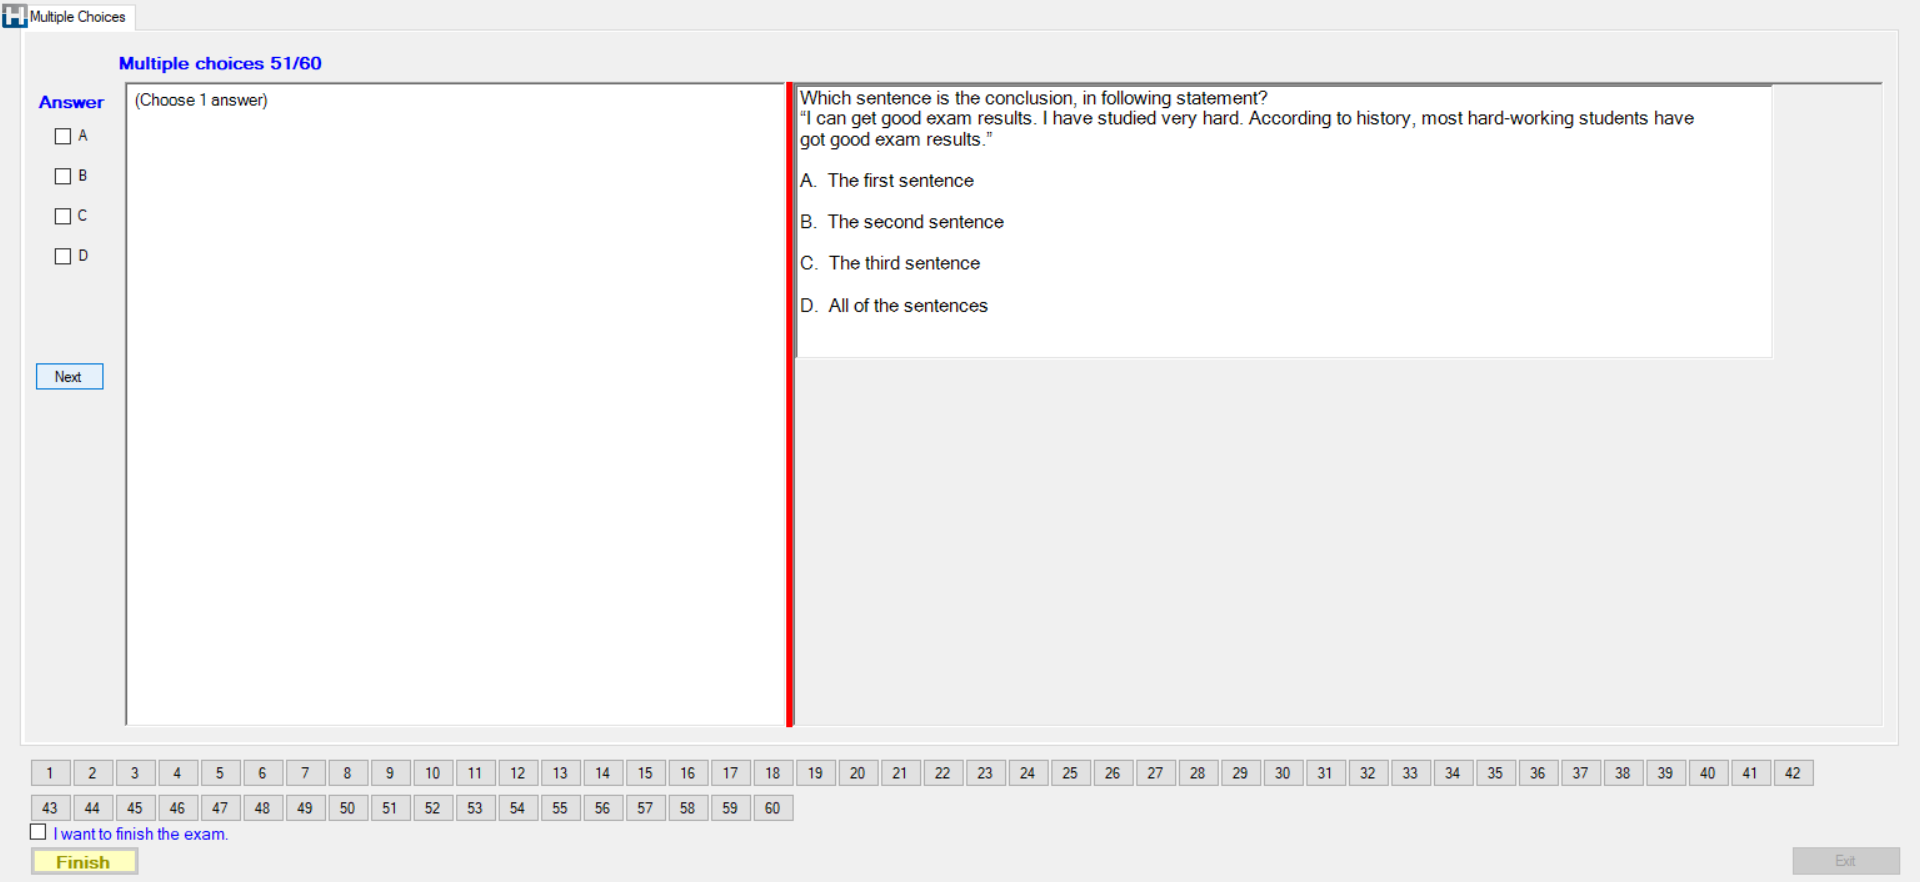 Multiple Choices
Multiple choices 51/60
Answer
A
B
C
D
Next
(Choose 1 answer)
Which sentence is the conclusion, in following statement?
“I can get good exam results. I have studied very hard. According to history, most hard-working students have
got good exam results.”
A. The first sentence
B. The second sentence
C. The third sentence
D. All of the sentences
1 2 3 4 5 6 7 8 9 10 11 12 13 14 15 16 17 18 19 20 21 22 23 24 25 26 27 28 29 30 31 32 33 34 35 36 37 38 39 40 41 42
43 44 45 46 47 48 49 50 51 52 53 54 55 56 57 58 59 60
I want to finish the exam.
Finish
Exit